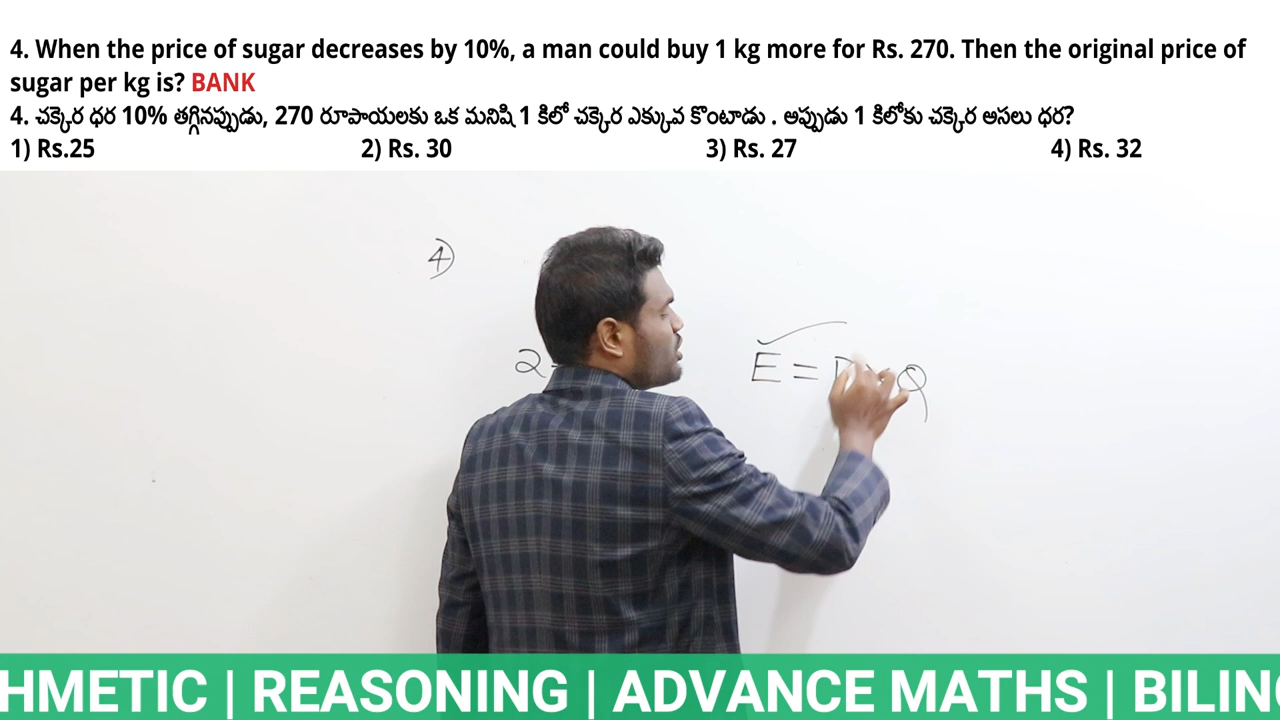 4. When the price of sugar decreases by 10%, a man could buy 1 kg more for Rs. 270. Then the original price of
sugar per kg is? BANK
4. చక్కెర ధర 10% తగ్గినప్పుడు, 270 రూపాయలకు ఒక మనిషి 1 కిలో చక్కెర ఎక్కువ కొంటాడు . అప్పుడు 1 కిలోకు చక్కెర అసలు ధర?
1) Rs.25 2) Rs. 30 3) Rs. 27 4) Rs. 32
4)
2
E = Q
HMETIC | REASONING | ADVANCE MATHS | BILING